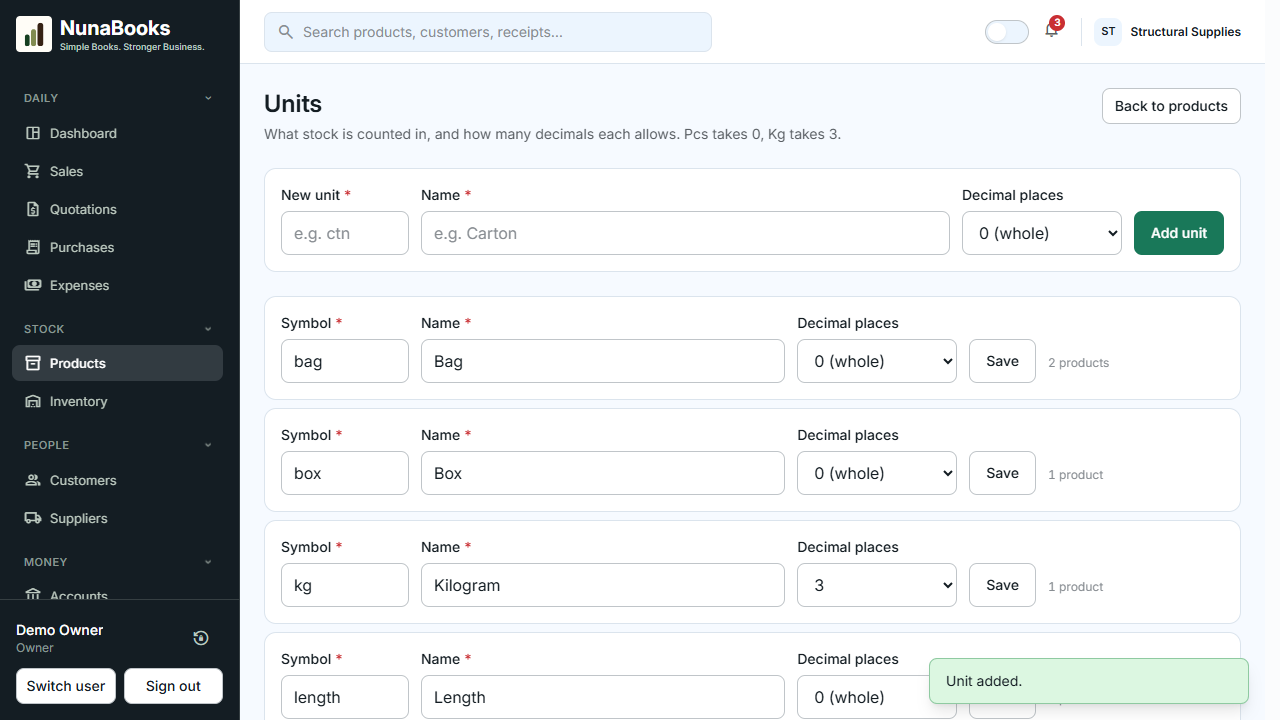 NunaBooks
Simple Books. Stronger Business.
DAILY
Dashboard
Sales
Quotations
Purchases
Expenses
STOCK
Products
Inventory
PEOPLE
Customers
Suppliers
MONEY
Accounts
Demo Owner
Owner
Switch user
Sign out
Search products, customers, receipts...
3
ST
Structural Supplies
Units
Back to products
What stock is counted in, and how many decimals each allows. Pcs takes 0, Kg takes 3.
New unit *
Name *
Decimal places
e.g. ctn
e.g. Carton
0 (whole)
Add unit
Symbol *
Name *
Decimal places
bag
Bag
0 (whole)
Save
2 products
Symbol *
Name *
Decimal places
box
Box
0 (whole)
Save
1 product
Symbol *
Name *
Decimal places
kg
Kilogram
3
Save
1 product
Symbol *
Name *
Decimal places
length
Length
0 (whole)
Unit added.